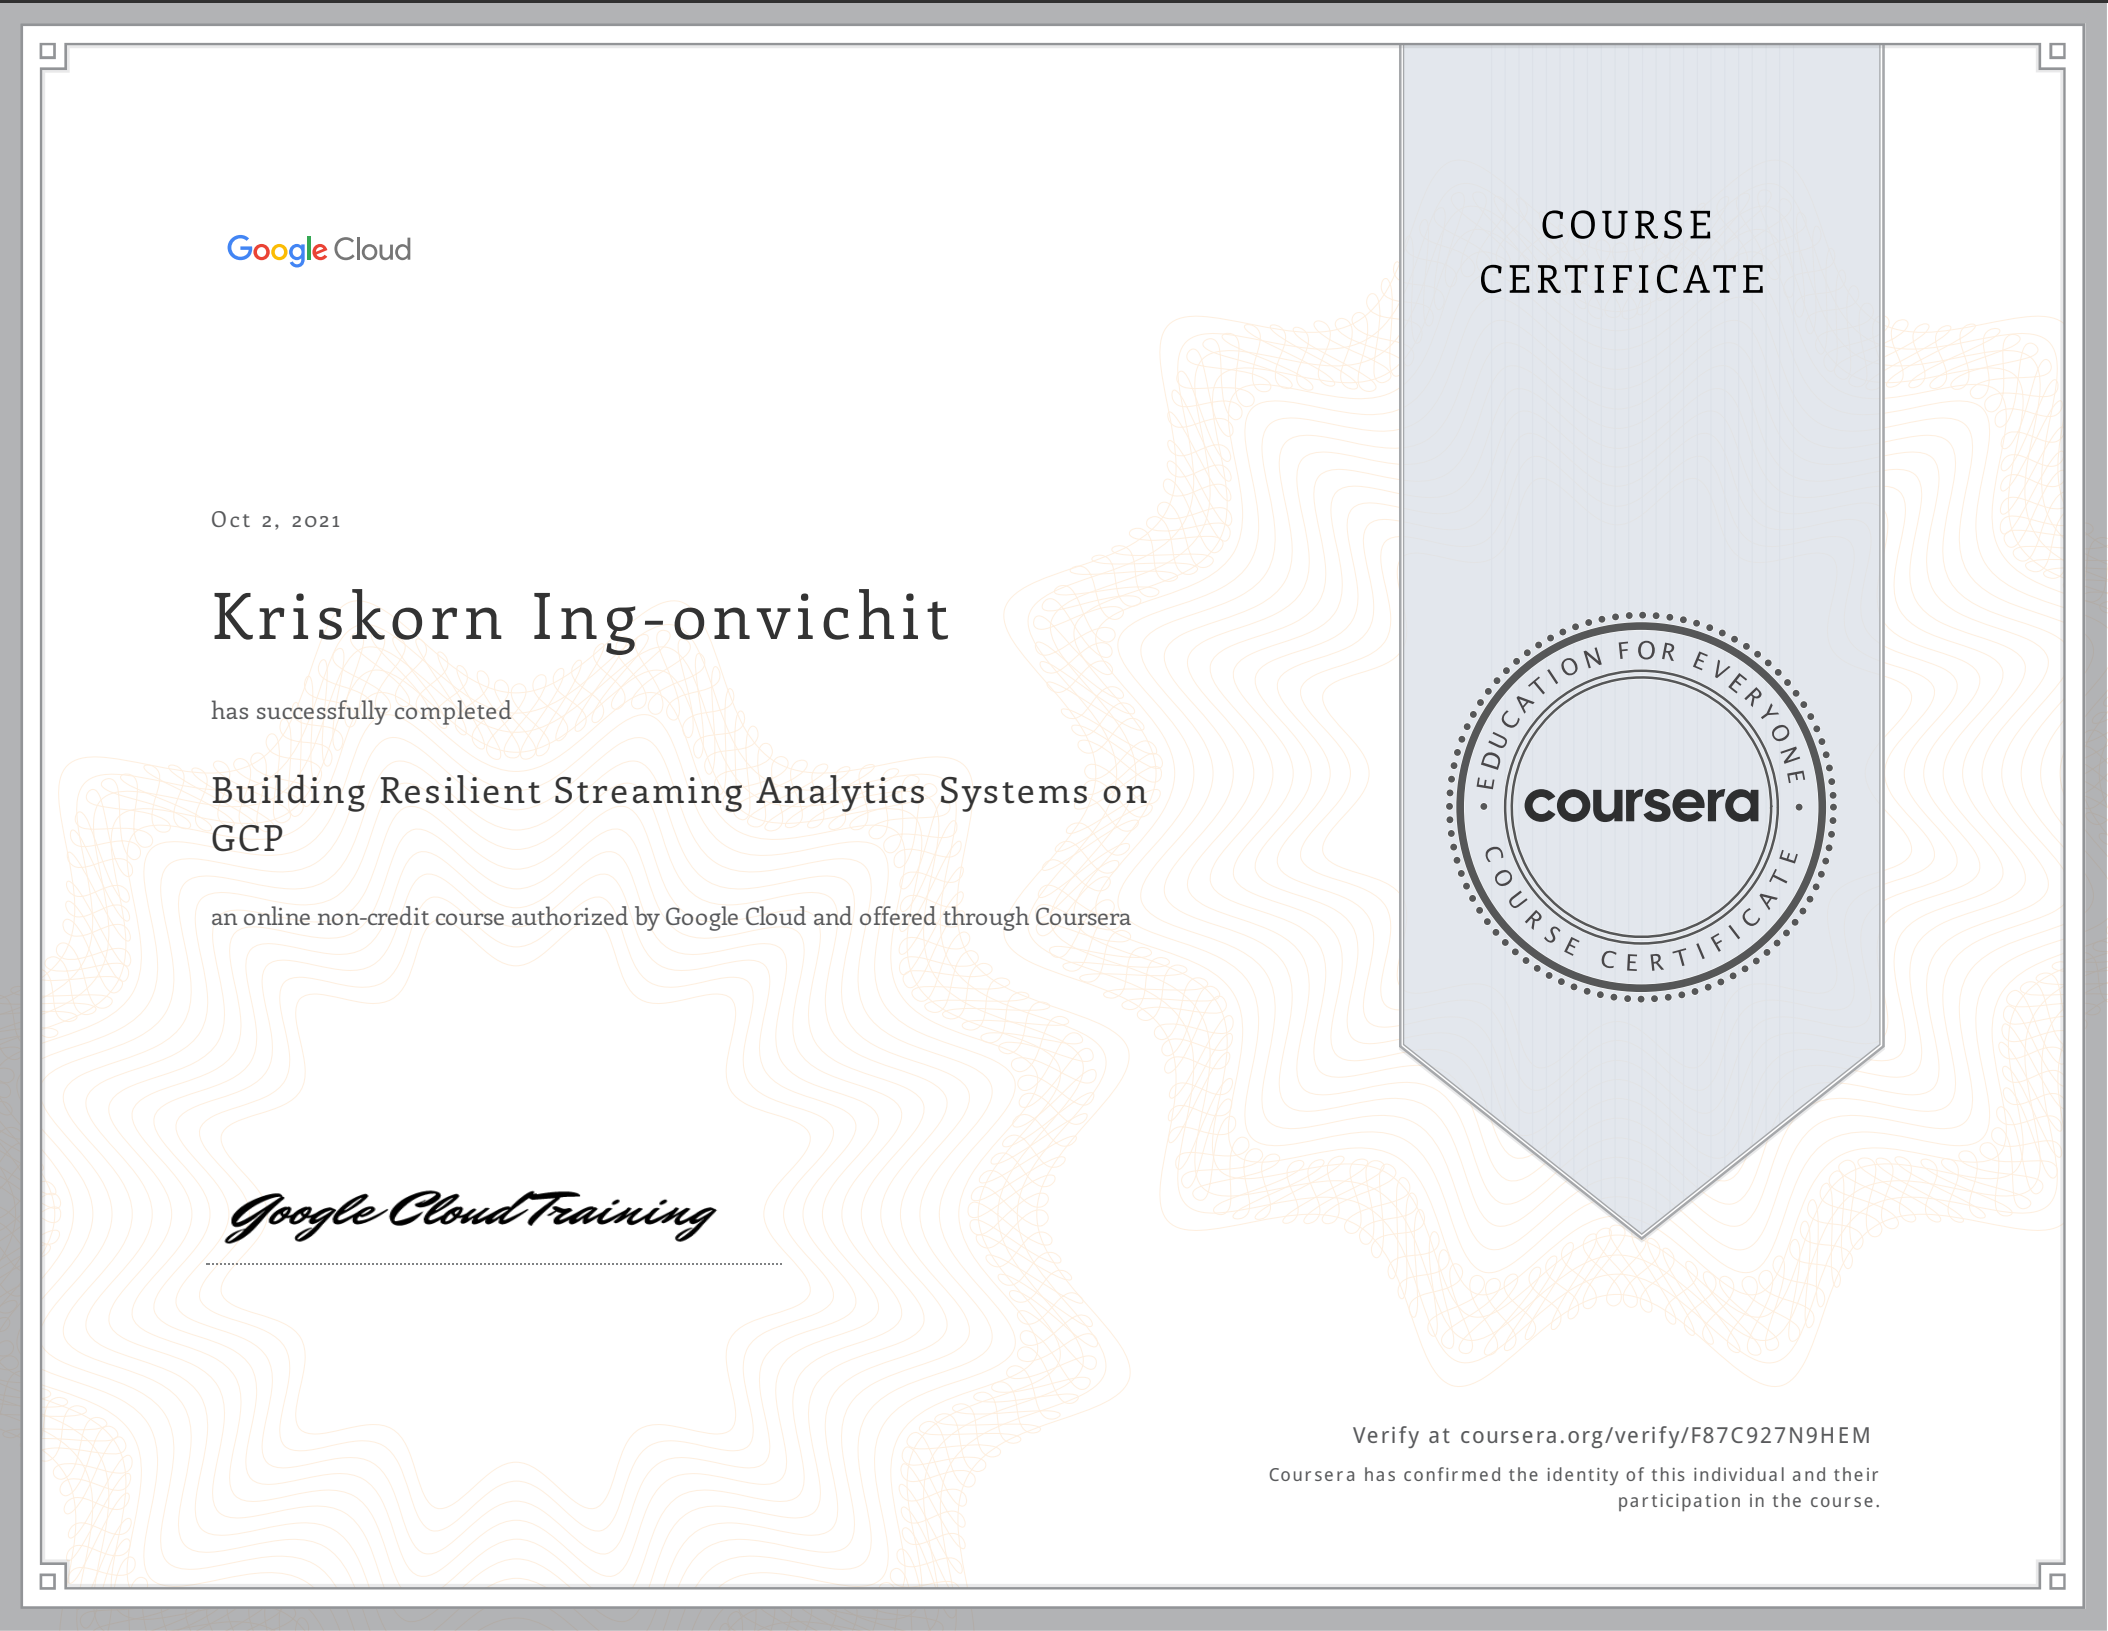 Google Cloud
COURSE
CERTIFICATE
Oct 2, 2021
Kriskorn Ing-onvichit
has successfully completed
Building Resilient Streaming Analytics Systems on
GCP
an online non-credit course authorized by Google Cloud and offered through Coursera
EDUCATION FOR EVERYONE
coursera
COURSE CERTIFICATE
Google Cloud Training
Verify at coursera.org/verify/F87C927N9HEM
Coursera has confirmed the identity of this individual and their
participation in the course.